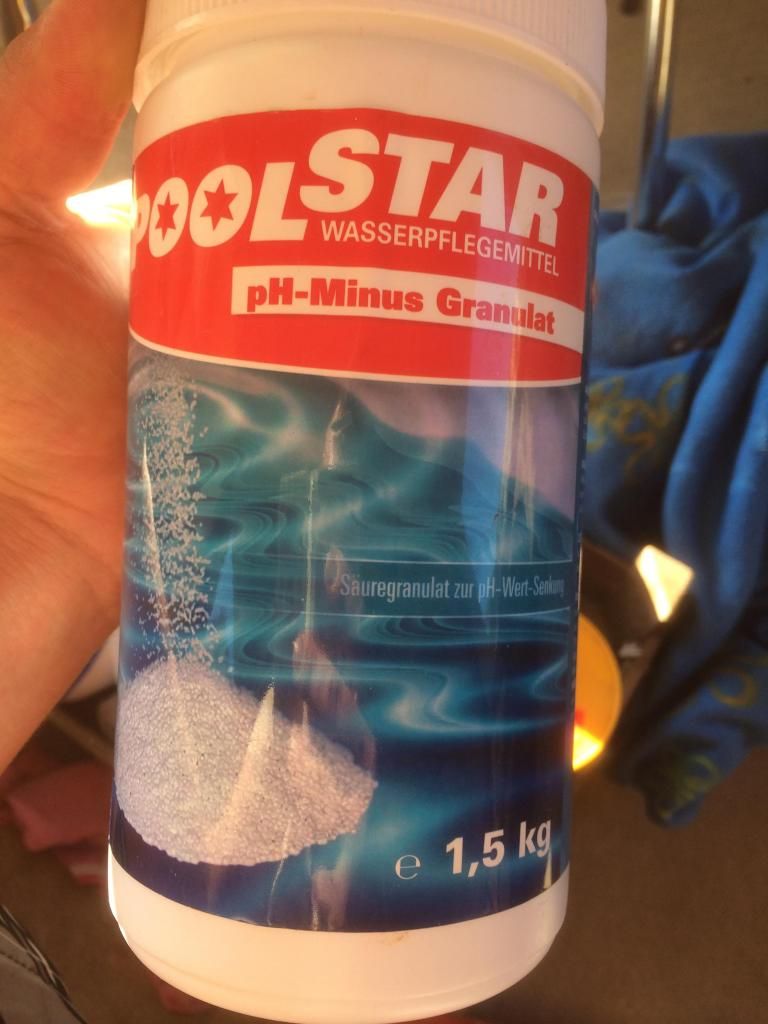 POOLSTAR
WASSERPFLEGEMITTEL
pH-Minus Granulat
Säuregranulat zur pH-Wert-Senkung
e 1,5 kg